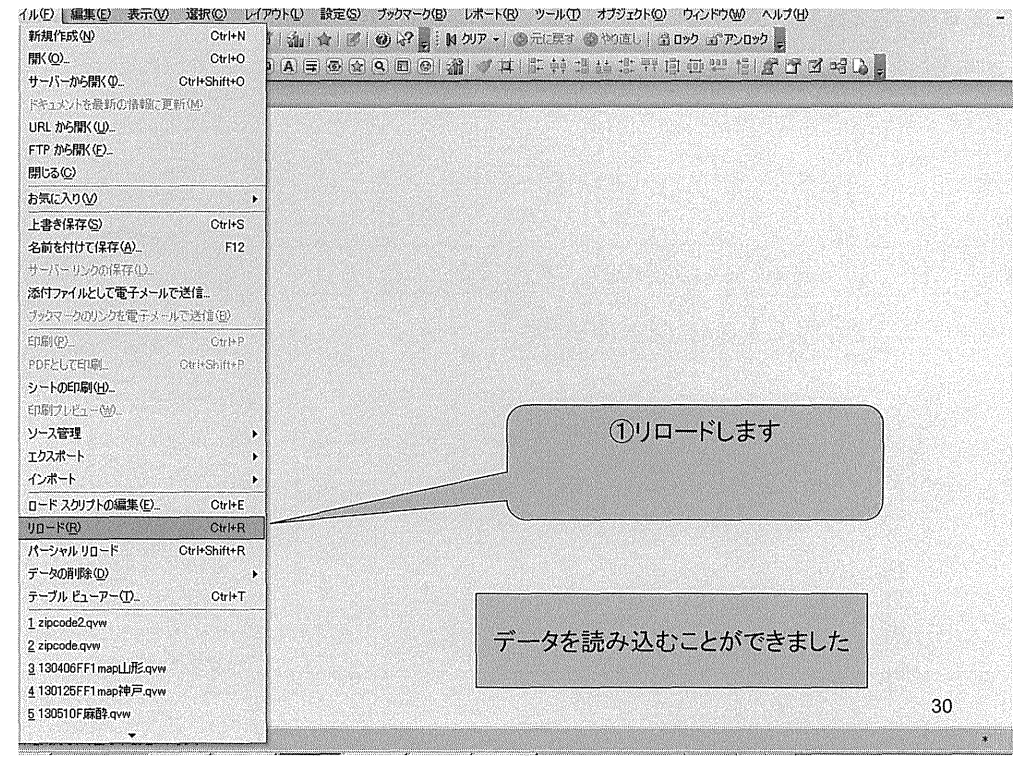 イル(F) 編集(E) 表示(V) 選択(C) レイアウト(L) 設定(S) ブックマーク(B) レポート(R) ツール(T) オブジェクト(O) ウィンドウ(W) ヘルプ(H)
クリア 元に戻す やり直し ロック アンロック
新規作成(N) Ctrl+N
開く(O)... Ctrl+O
サーバーから開く(I)... Ctrl+Shift+O
ドキュメントを最新の情報に更新(M)
URL から開く(U)...
FTP から開く(F)...
閉じる(C)
お気に入り(V)
上書き保存(S) Ctrl+S
名前を付けて保存(A)... F12
サーバー リンクの保存(L)...
添付ファイルとして電子メールで送信...
ブックマークのリンクを電子メールで送信(B)
印刷(P)... Ctrl+P
PDFとして印刷... Ctrl+Shift+P
シートの印刷(H)...
印刷プレビュー(W)...
ソース管理
エクスポート
インポート
ロード スクリプトの編集(E)... Ctrl+E
リロード(R) Ctrl+R
パーシャル リロード Ctrl+Shift+R
データの削除(D)
テーブル ビューアー(T)... Ctrl+T
1 zipcode2.qvw
2 zipcode.qvw
3 130406FF1map山形.qvw
4 130125FF1map神戸.qvw
5 130510F麻酔.qvw
①リロードします
データを読み込むことができました
30